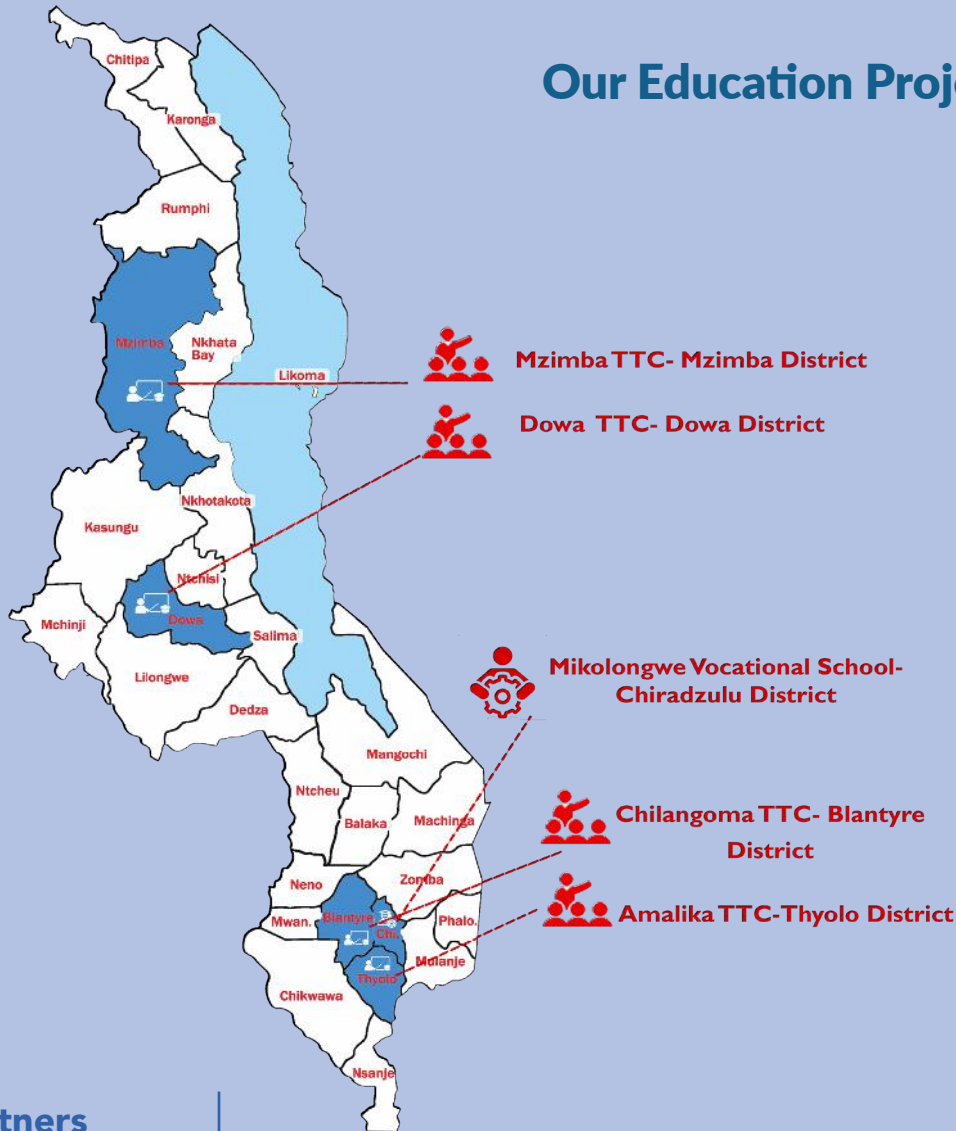 Our Education Proj
Chitipa
Karonga
Rumphi
Mzimba
Nkhata
Bay
Likoma
Mzimba TTC- Mzimba District
Dowa TTC- Dowa District
Nkhotakota
Kasungu
Ntchisi
Dowa
Mchinji
Salima
Lilongwe
Dedza
Mikolongwe Vocational School-
Chiradzulu District
Mangochi
Ntcheu
Balaka
Machinga
Chilangoma TTC- Blantyre
District
Neno
Zomba
Mwan.
Blantyre
Chi.
Phalo.
Amalika TTC-Thyolo District
Mulanje
Thyolo
Chikwawa
Nsanje
tners